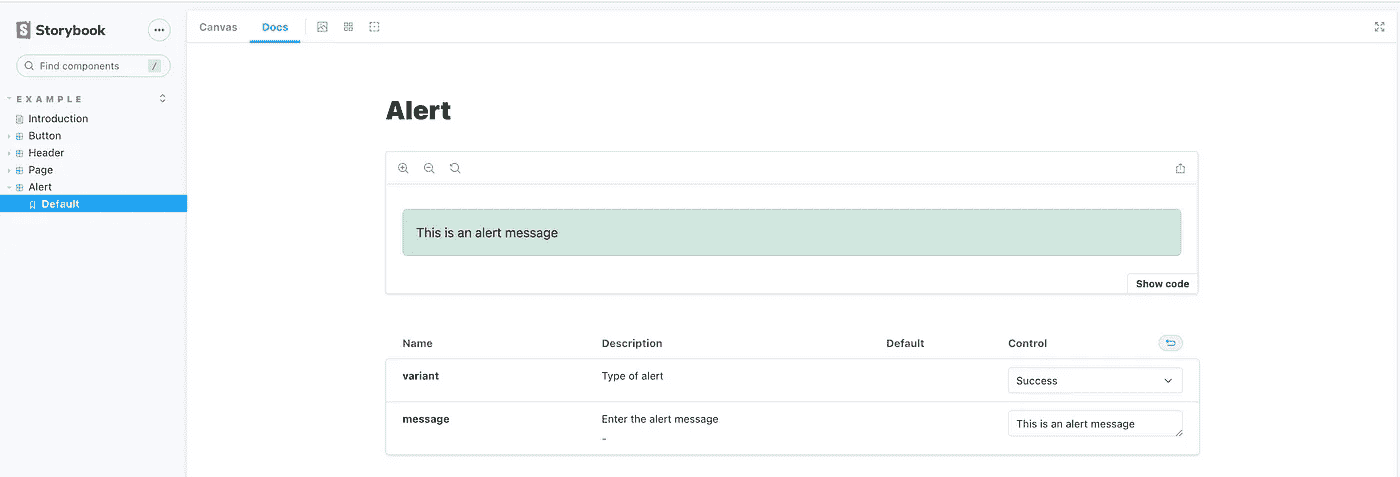 Storybook
Find components /
EXAMPLE
Introduction
Button
Header
Page
Alert
Default
Canvas Docs
Alert
This is an alert message
Show code
Name Description Default Control
variant Type of alert Success
message Enter the alert message This is an alert message
-